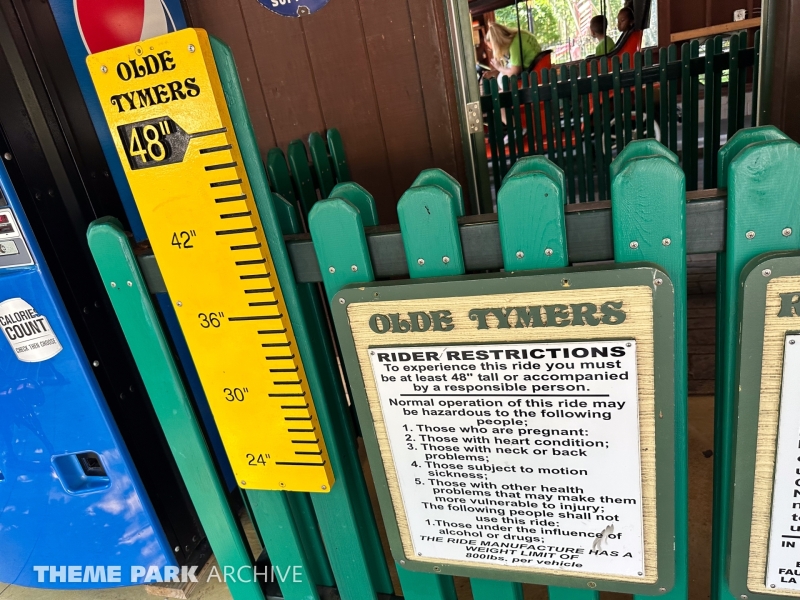 OLDE
TYMERS
48"
42"
36"
30"
24"
CALORIES
COUNT
CHECK THEN CHOOSE
OLDE TYMERS
RIDER RESTRICTIONS
To experience this ride you must
be at least 48" tall or accompanied
by a responsible person.
Normal operation of this ride may
be hazardous to the following
people;
1. Those who are pregnant:
2. Those with heart condition;
3. Those with neck or back
problems;
4. Those subject to motion
sickness;
5. Those with other health
problems that may make them
more vulnerable to injury;
The following people shall not
use this ride:
1.Those under the influence of
alcohol or drugs;
THE RIDE MANUFACTURE HAS A
WEIGHT LIMIT OF
800lbs. per vehicle
THEME PARK ARCHIVE